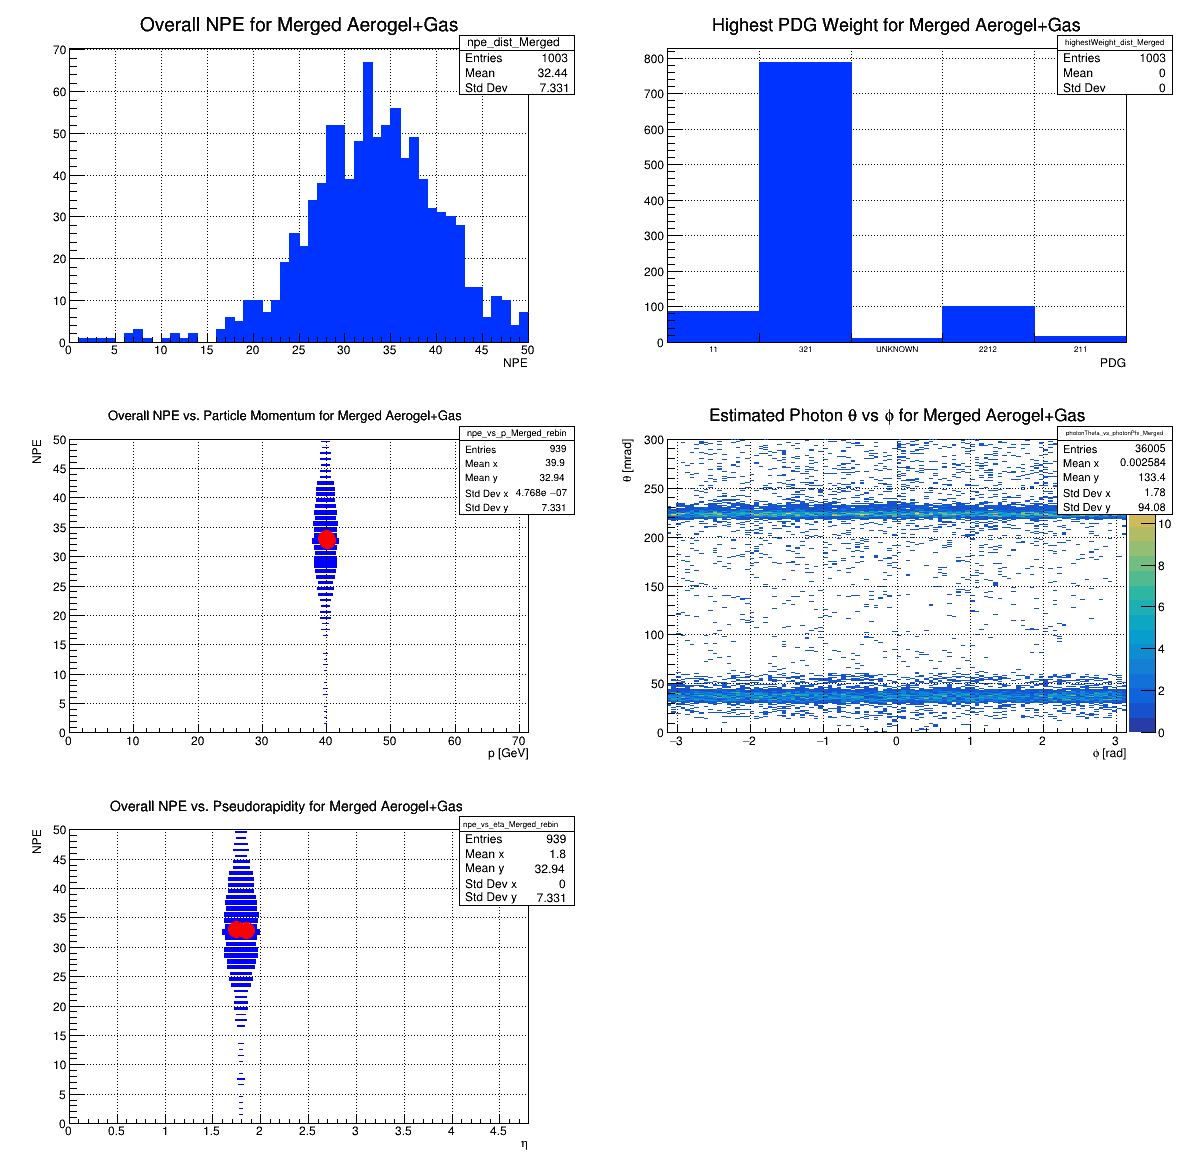 Overall NPE for Merged Aerogel+Gas
npe_dist_Merged
Entries 1003
Mean 32.44
Std Dev 7.331
70
60
50
40
30
20
10
0
0 5 10 15 20 25 30 35 40 45 50
NPE
Highest PDG Weight for Merged Aerogel+Gas
highestWeight_dist_Merged
Entries 1003
Mean 0
Std Dev 0
800
700
600
500
400
300
200
100
0
11 321 UNKNOWN 2212 211
PDG
Overall NPE vs. Particle Momentum for Merged Aerogel+Gas
npe_vs_p_Merged_rebin
Entries 939
Mean x 39.9
Mean y 32.94
Std Dev x 4.768e −07
Std Dev y 7.331
NPE
50
45
40
35
30
25
20
15
10
5
0
0 10 20 30 40 50 60 70
p [GeV]
Estimated Photon θ vs ϕ for Merged Aerogel+Gas
photonTheta_vs_photonPhi_Merged
Entries 36005
Mean x 0.002584
Mean y 133.4
Std Dev x 1.78
Std Dev y 94.08
θ [mrad]
300
250
200
150
100
50
0
−3 −2 −1 0 1 2 3
ϕ [rad]
10
8
6
4
2
0
Overall NPE vs. Pseudorapidity for Merged Aerogel+Gas
npe_vs_eta_Merged_rebin
Entries 939
Mean x 1.8
Mean y 32.94
Std Dev x 0
Std Dev y 7.331
NPE
50
45
40
35
30
25
20
15
10
5
0
0 0.5 1 1.5 2 2.5 3 3.5 4 4.5
η